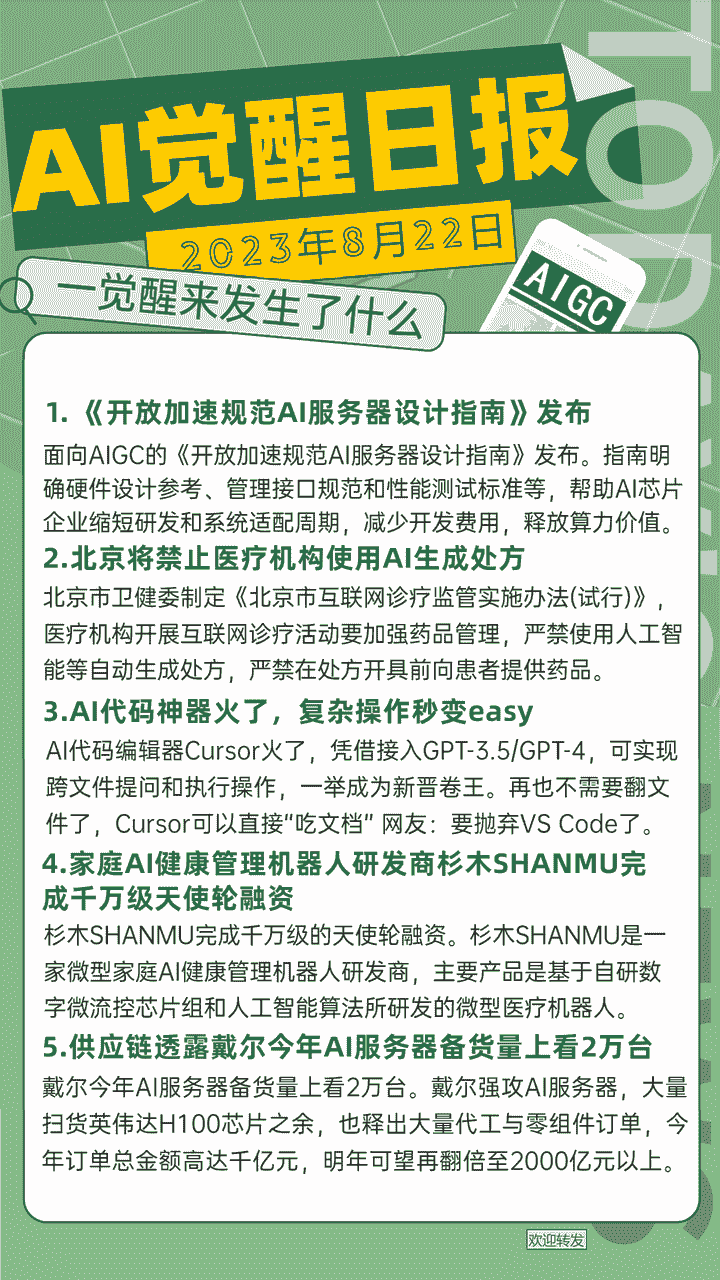 AI觉醒日报
2023年8月22日
一觉醒来发生了什么
AIGC
1.《开放加速规范AI服务器设计指南》发布
面向AIGC的《开放加速规范AI服务器设计指南》发布。指南明
确硬件设计参考、管理接口规范和性能测试标准等，帮助AI芯片
企业缩短研发和系统适配周期，减少开发费用，释放算力价值。
2.北京将禁止医疗机构使用AI生成处方
北京市卫健委制定《北京市互联网诊疗监管实施办法(试行)》，
医疗机构开展互联网诊疗活动要加强药品管理，严禁使用人工智
能等自动生成处方，严禁在处方开具前向患者提供药品。
3.AI代码神器火了，复杂操作秒变easy
AI代码编辑器Cursor火了，凭借接入GPT-3.5/GPT-4，可实现
跨文件提问和执行操作，一举成为新晋卷王。再也不需要翻文
件了，Cursor可以直接“吃文档” 网友：要抛弃VS Code了。
4.家庭AI健康管理机器人研发商杉木SHANMU完
成千万级天使轮融资
杉木SHANMU完成千万级的天使轮融资。杉木SHANMU是一
家微型家庭AI健康管理机器人研发商，主要产品是基于自研数
字微流控芯片组和人工智能算法所研发的微型医疗机器人。
5.供应链透露戴尔今年AI服务器备货量上看2万台
戴尔今年AI服务器备货量上看2万台。戴尔强攻AI服务器，大量
扫货英伟达H100芯片之余，也释出大量代工与零组件订单，今
年订单总金额高达千亿元，明年可望再翻倍至2000亿元以上。
欢迎转发